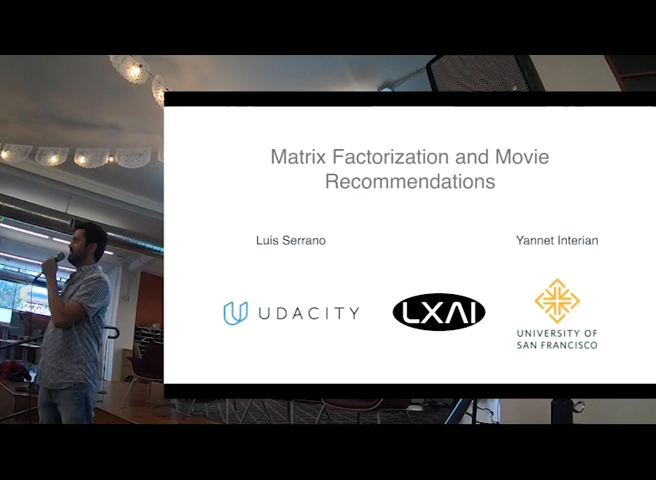 Matrix Factorization and Movie
Recommendations
Luis Serrano
Yannet Interian
UDACITY
LXAI
UNIVERSITY OF
SAN FRANCISCO